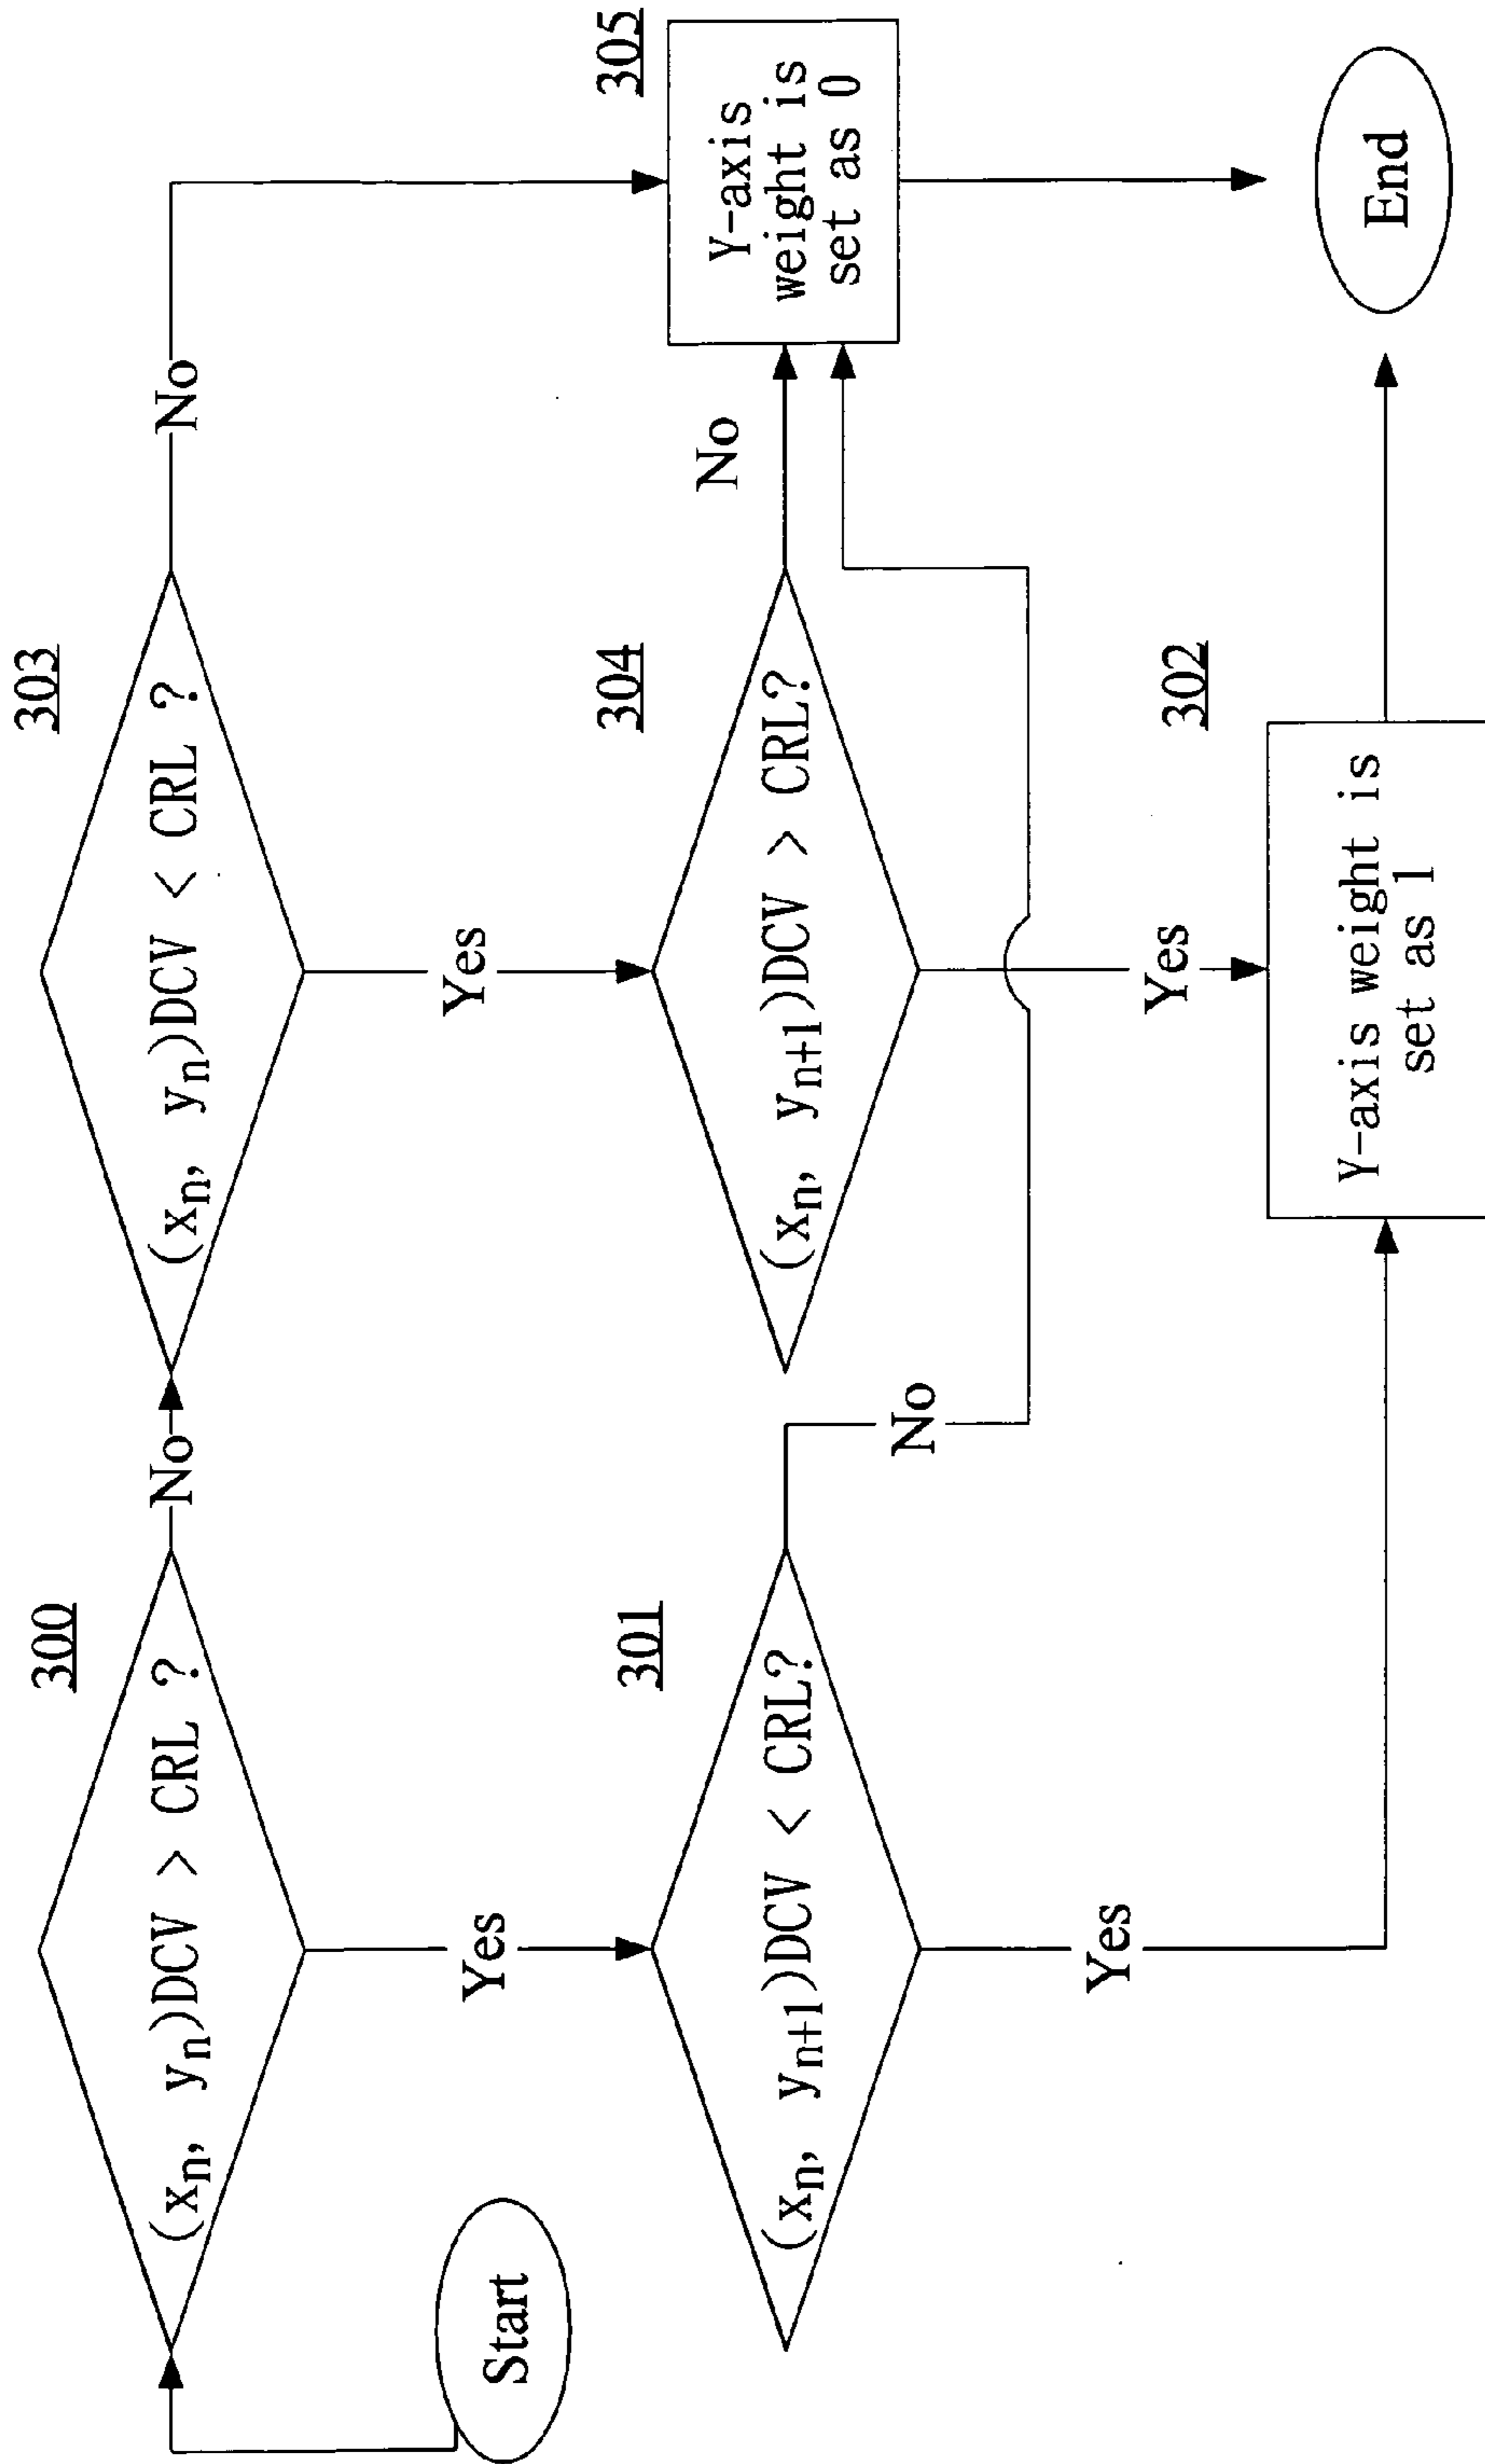 300
303
(xn, yn)DCV > CRL ?
No
(xn, yn)DCV < CRL ?
No
Start
Yes
Yes
301
304
305
(xn, yn+1)DCV < CRL?
No
(xn, yn+1)DCV > CRL?
No
Y-axis
weight is
set as 0
Yes
Yes
302
Y-axis weight is
set as 1
End